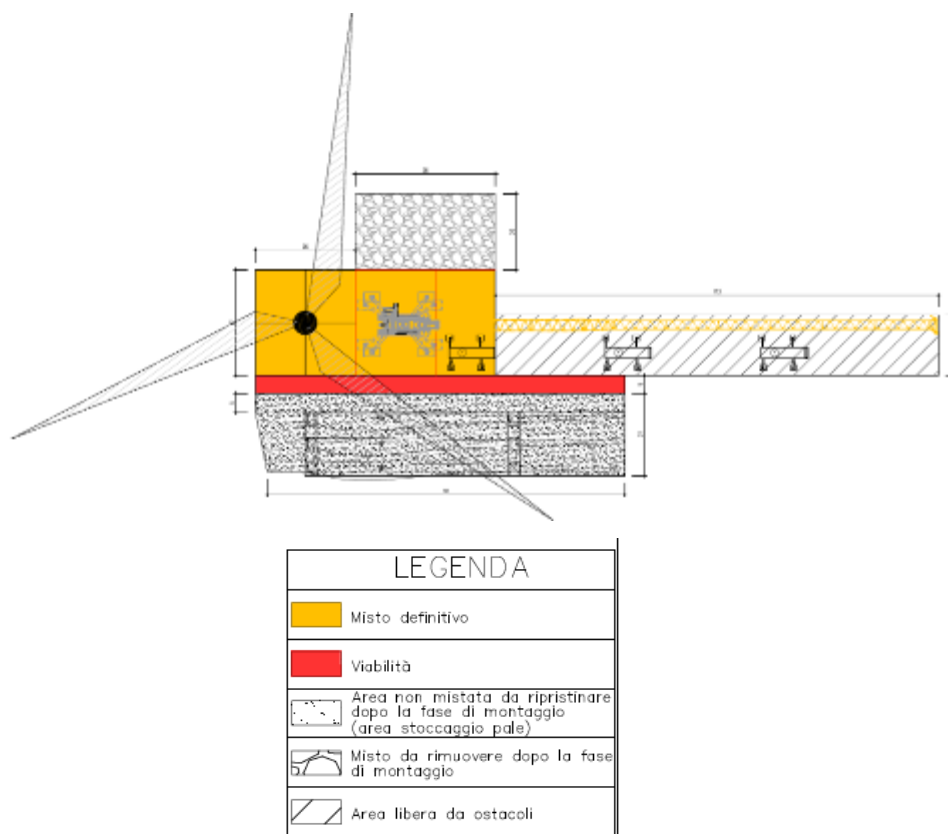 LEGENDA
Misto definitivo
Viabilità
Area non mistata da ripristinare
dopo la fase di montaggio
(area stoccaggio pale)
Misto da rimuovere dopo la fase
di montaggio
Area libera da ostacoli